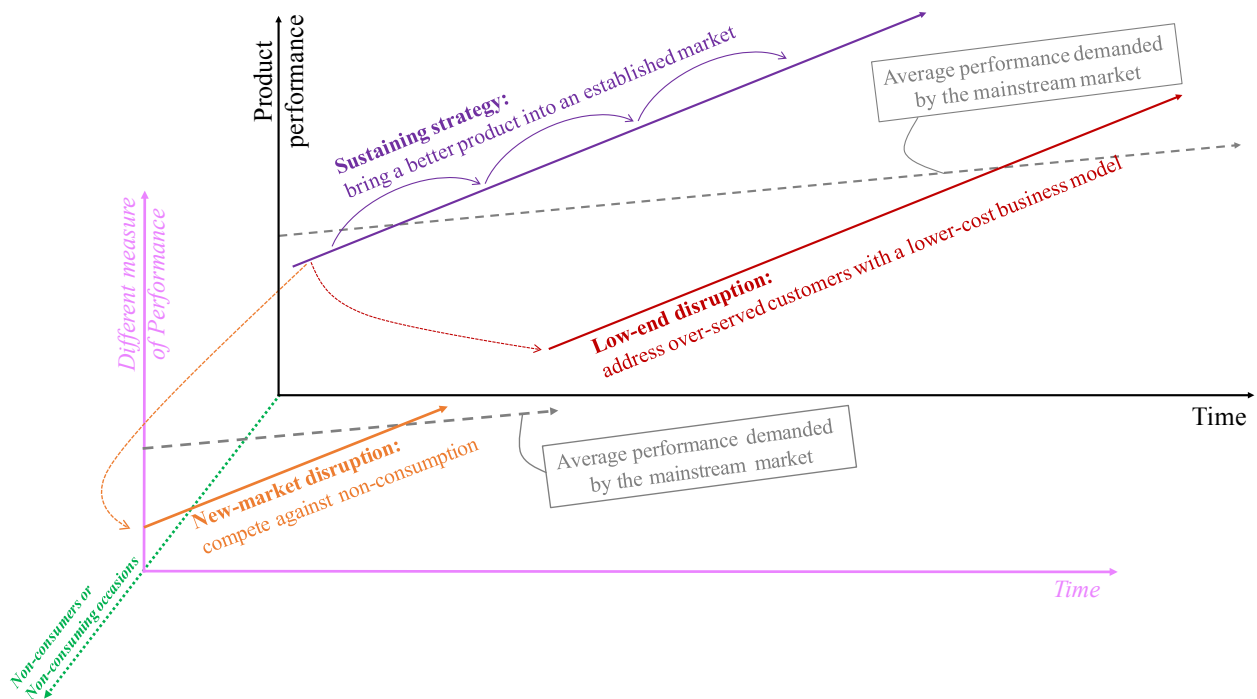 Product
performance
Sustaining strategy:
bring a better product into an established market
Average performance demanded
by the mainstream market
Different measure
of Performance
Low-end disruption:
address over-served customers with a lower-cost business model
Time
New-market disruption:
compete against non-consumption
Average performance demanded
by the mainstream market
Non-consumers or
Non-consuming occasions
Time